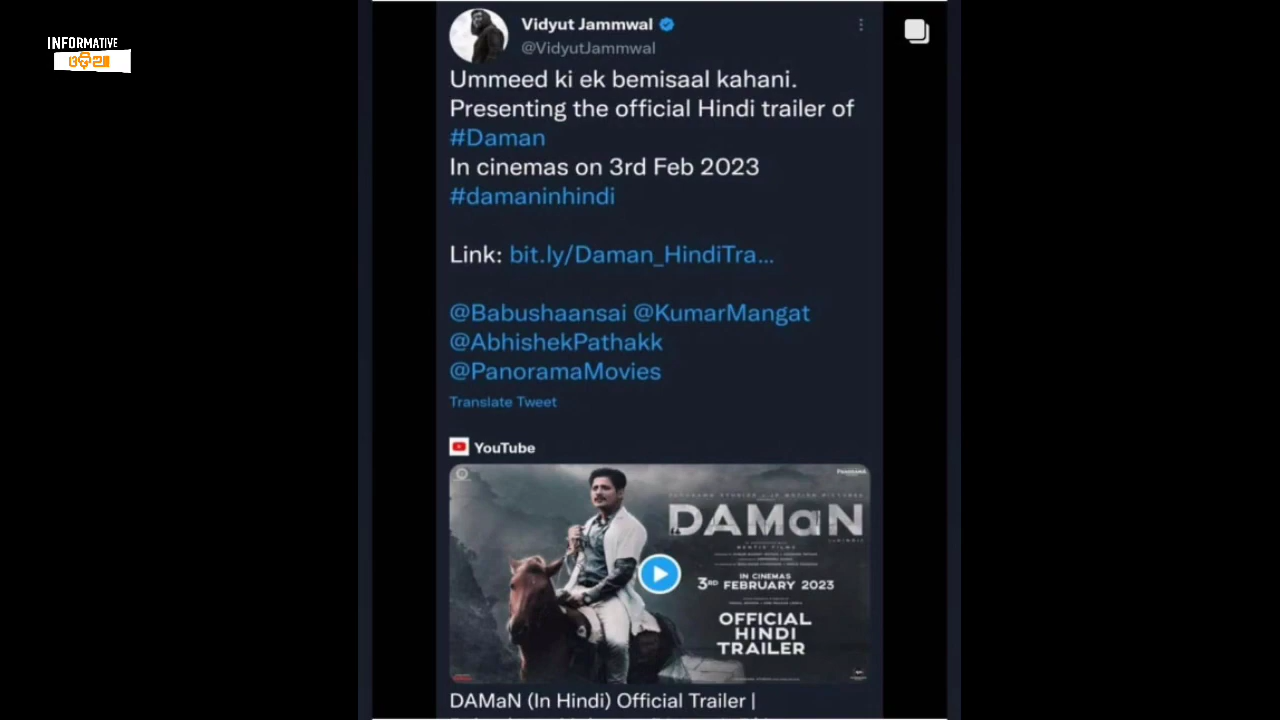 INFORMATIVE
ଓଡ଼ିଆ
Vidyut Jammwal
@VidyutJammwal
Ummeed ki ek bemisaal kahani.
Presenting the official Hindi trailer of
#Daman
In cinemas on 3rd Feb 2023
#damaninhindi
Link: bit.ly/Daman_HindiTra...
@Babushaansai @KumarMangat
@AbhishekPathakk
@PanoramaMovies
Translate Tweet
YouTube
DAMaN
IN CINEMAS
3RD FEBRUARY 2023
OFFICIAL
HINDI
TRAILER
DAMaN (In Hindi) Official Trailer |